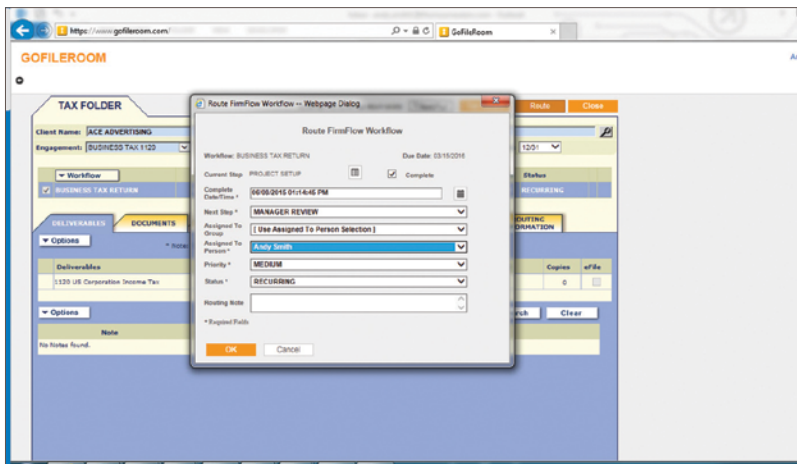 https://www.gofileroom.com/
GoFileRoom
GOFILEROOM
TAX FOLDER
Route
Close
Client Name: ACE ADVERTISING
Engagement: BUSINESS TAX 1120
12/31
Workflow
Status
BUSINESS TAX RETURN
RECURRING
DELIVERABLES
DOCUMENTS
Options
Deliverables
Copies
eFile
1120 US Corporation Income Tax
0
Options
Clear
Note
No Notes found.
Route FirmFlow Workflow -- Webpage Dialog
Route FirmFlow Workflow
Workflow: BUSINESS TAX RETURN
Due Date: 03/15/2016
Current Step PROJECT SETUP
Complete
Complete Date/Time *
06/09/2015 01:14:45 PM
Next Step *
MANAGER REVIEW
Assigned To Group
[ Use Assigned To Person Selection ]
Assigned To Person *
Andy Smith
Priority *
MEDIUM
Status *
RECURRING
Routing Note
* Required Fields
OK
Cancel